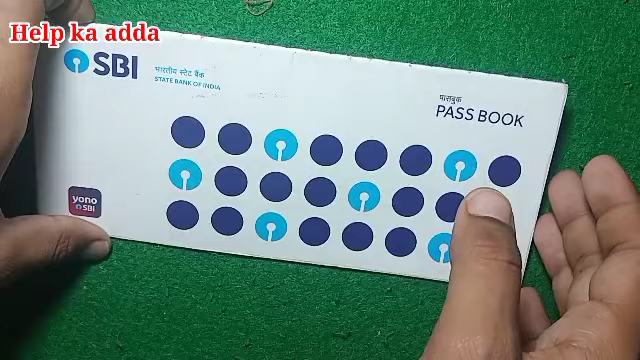 Help ka adda
SBI
भारतीय स्टेट बैंक
STATE BANK OF INDIA
पासबुक
PASS BOOK
yono
SBI